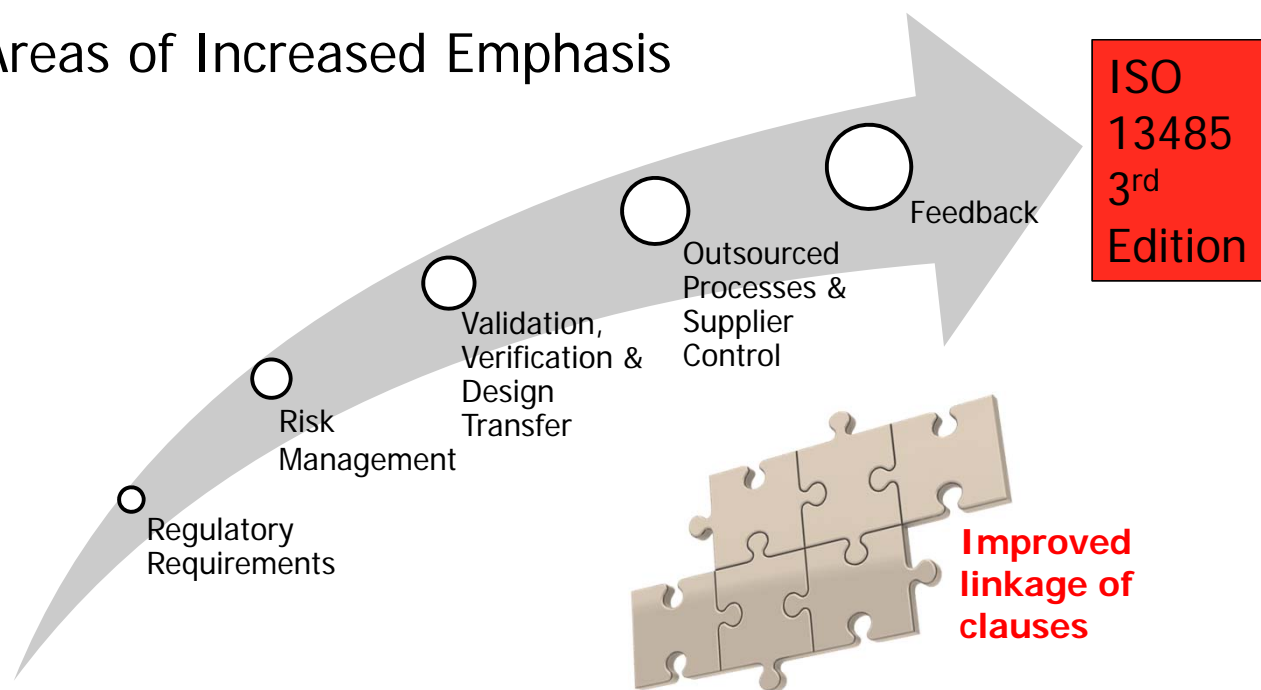 Areas of Increased Emphasis
ISO
13485
3rd
Edition
Feedback
Outsourced
Processes &
Supplier
Control
Validation,
Verification &
Design
Transfer
Risk
Management
Regulatory
Requirements
Improved
linkage of
clauses